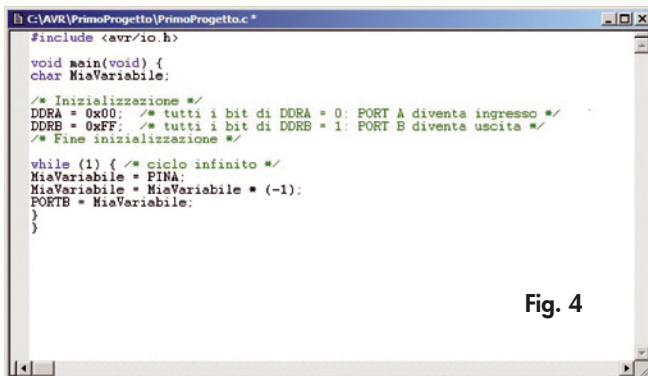 C:\AVR\PrimoProgetto\PrimoProgetto.c *
#include <avr/io.h>
void main(void) {
char MiaVariabile;
/* Inizializzazione */
DDRA = 0x00; /* tutti i bit di DDRA = 0: PORT A diventa ingresso */
DDRB = 0xFF; /* tutti i bit di DDRB = 1: PORT B diventa uscita */
/* Fine inizializzazione */
while (1) { /* ciclo infinito */
MiaVariabile = PINA;
MiaVariabile = MiaVariabile * (-1);
PORTB = MiaVariabile;
}
}
Fig. 4